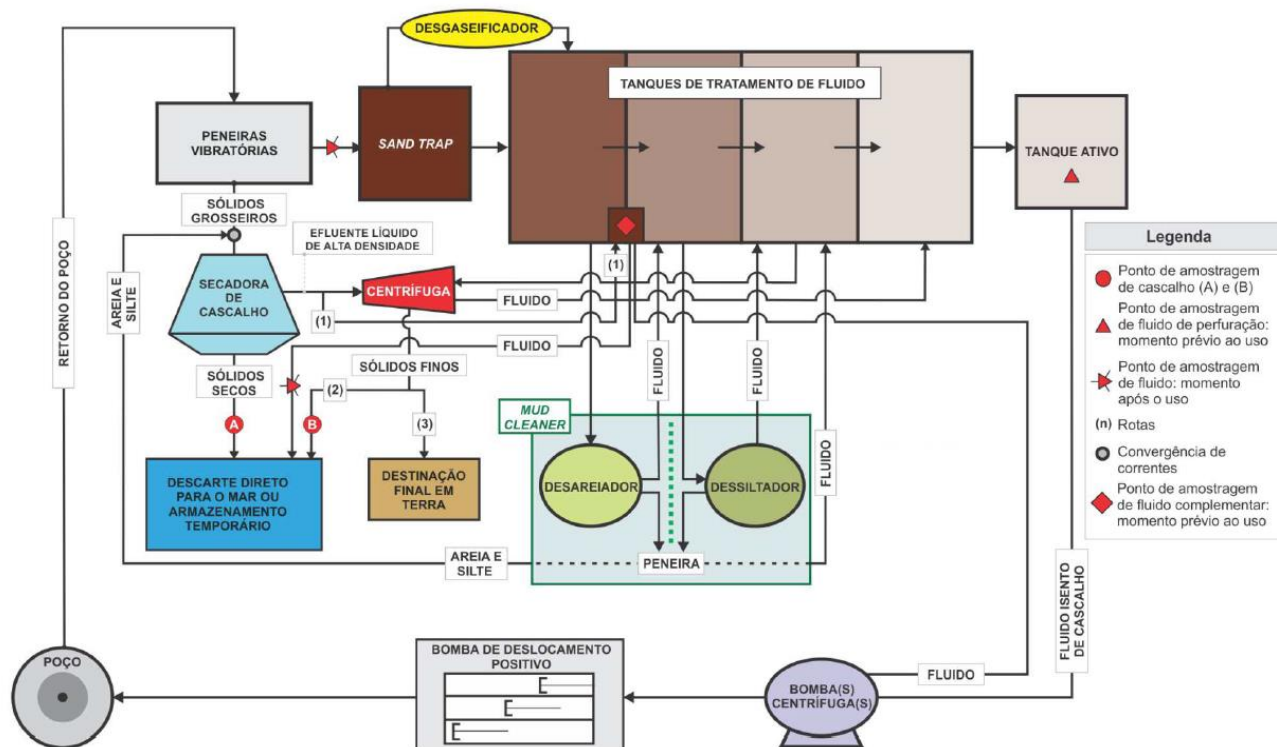 DESGASEIFICADOR
TANQUES DE TRATAMENTO DE FLUIDO
PENEIRAS
VIBRATÓRIAS
SAND TRAP
TANQUE ATIVO
SÓLIDOS
GROSSEIROS
EFLUENTE LÍQUIDO
DE ALTA DENSIDADE
RETORNO DO POÇO
AREIA E
SILTE
SECADORA
DE
CASCALHO
CENTRÍFUGA
(1)
(1)
FLUIDO
FLUIDO
SÓLIDOS
SECOS
SÓLIDOS FINOS
(2)
(3)
A
B
DESCARTE DIRETO
PARA O MAR OU
ARMAZENAMENTO
TEMPORÁRIO
DESTINAÇÃO
FINAL EM
TERRA
MUD
CLEANER
FLUIDO
FLUIDO
FLUIDO
DESAREIADOR
DESSILTADOR
AREIA E
SILTE
PENEIRA
Legenda
Ponto de amostragem
de cascalho (A) e (B)
Ponto de amostragem
de fluido de perfuração:
momento prévio ao uso
Ponto de amostragem
de fluido: momento
após o uso
(n) Rotas
Convergência de
correntes
Ponto de amostragem
de fluido complementar:
momento prévio ao uso
FLUIDO ISENTO
DE CASCALHO
POÇO
BOMBA DE DESLOCAMENTO
POSITIVO
BOMBA(S)
CENTRÍFUGA(S)
FLUIDO